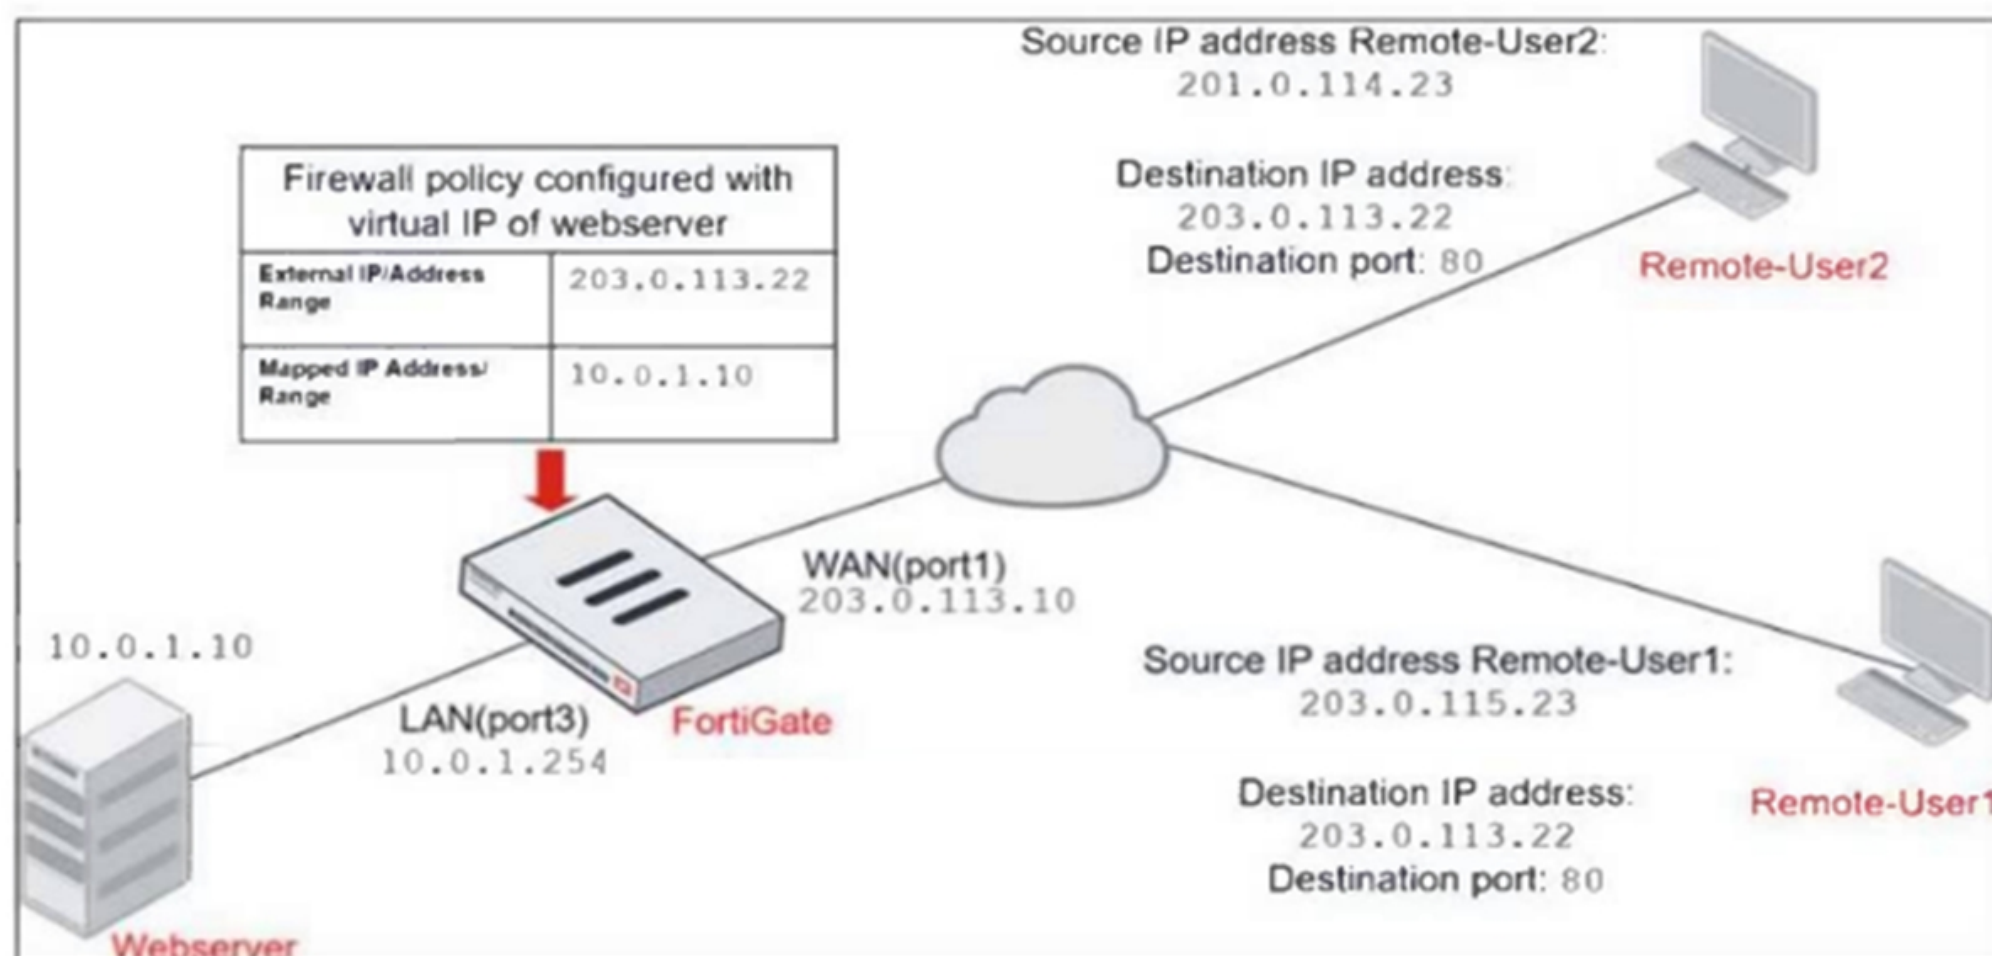 Source IP address Remote-User2:
201.0.114.23
Destination IP address:
203.0.113.22
Destination port: 80
Remote-User2
Firewall policy configured with
virtual IP of webserver
External IP/Address
Range
203.0.113.22
Mapped IP Address/
Range
10.0.1.10
WAN(port1)
203.0.113.10
10.0.1.10
LAN(port3)
10.0.1.254
FortiGate
Webserver
Source IP address Remote-User1:
203.0.115.23
Destination IP address:
203.0.113.22
Destination port: 80
Remote-User1